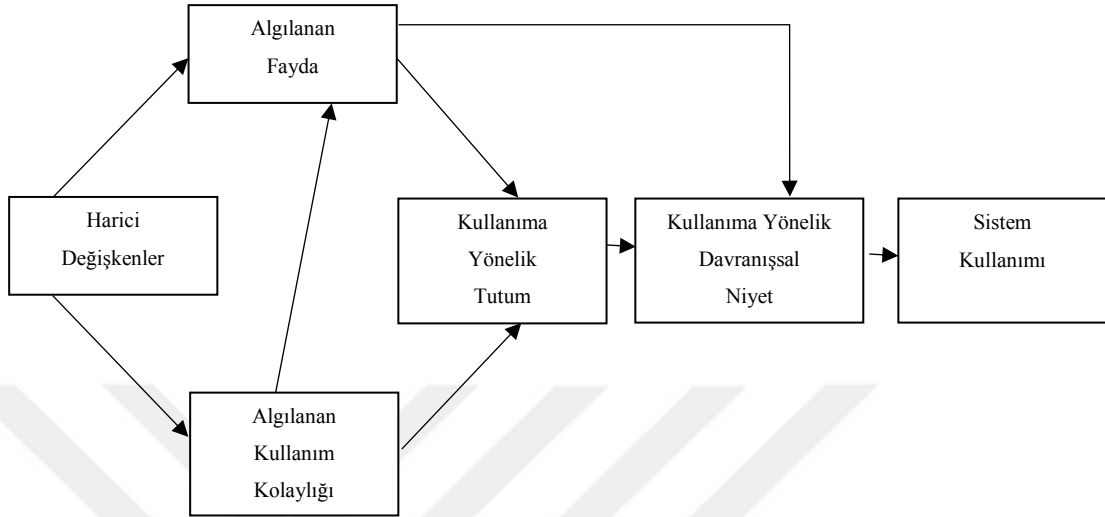 Algılanan
Fayda
Harici
Değişkenler
Kullanıma
Yönelik
Tutum
Kullanıma Yönelik
Davranışsal
Niyet
Sistem
Kullanımı
Algılanan
Kullanım
Kolaylığı